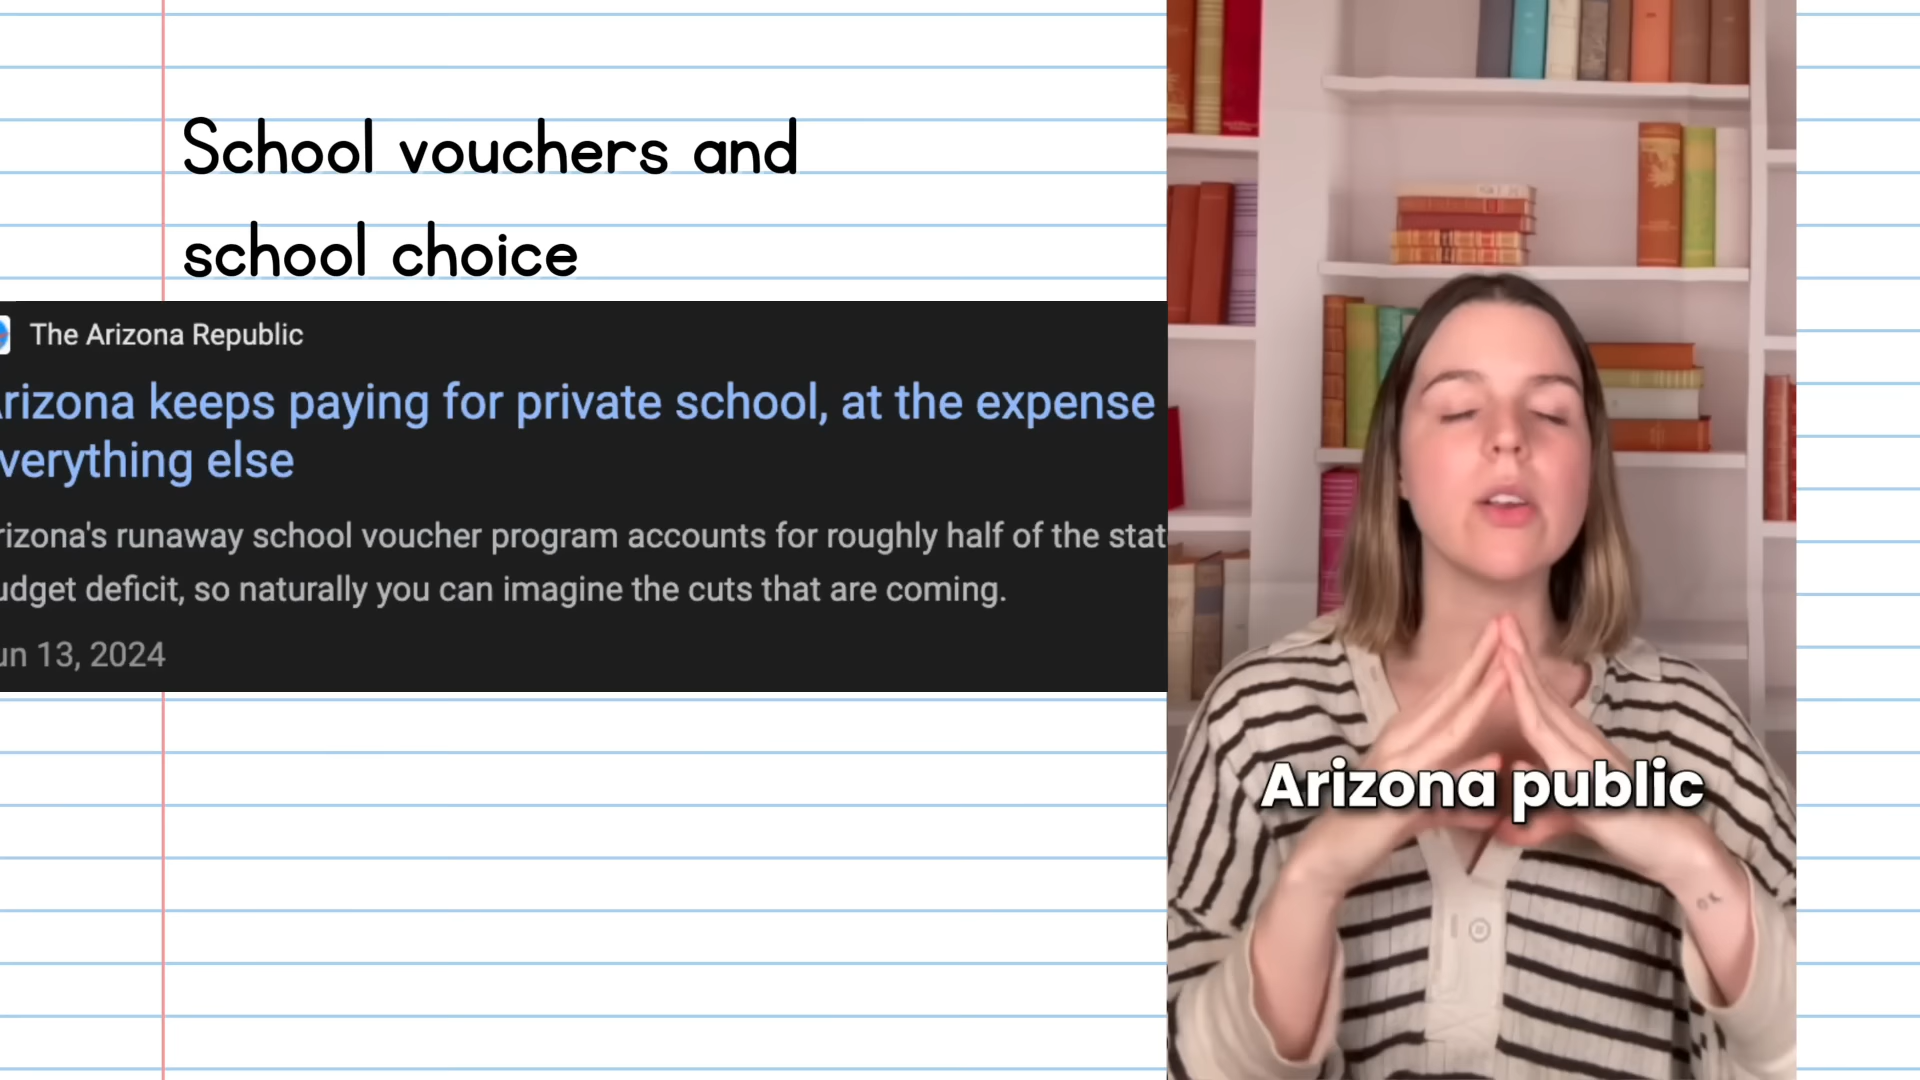 School vouchers and
school choice
The Arizona Republic
rizona keeps paying for private school, at the expense
verything else
rizona's runaway school voucher program accounts for roughly half of the stat
udget deficit, so naturally you can imagine the cuts that are coming.
un 13, 2024
Arizona public